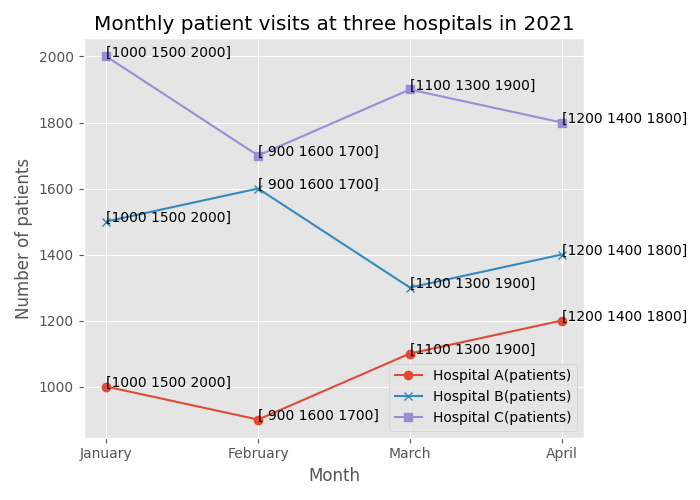 Monthly patient visits at three hospitals in 2021
2000
1800
1600
1400
1200
1000
Number of patients
[1000 1500 2000]
[1100 1300 1900]
[1200 1400 1800]
[ 900 1600 1700]
[ 900 1600 1700]
[1000 1500 2000]
[1200 1400 1800]
[1100 1300 1900]
[1200 1400 1800]
[1100 1300 1900]
[1000 1500 2000]
[ 900 1600 1700]
Hospital A(patients)
Hospital B(patients)
Hospital C(patients)
January February March April
Month